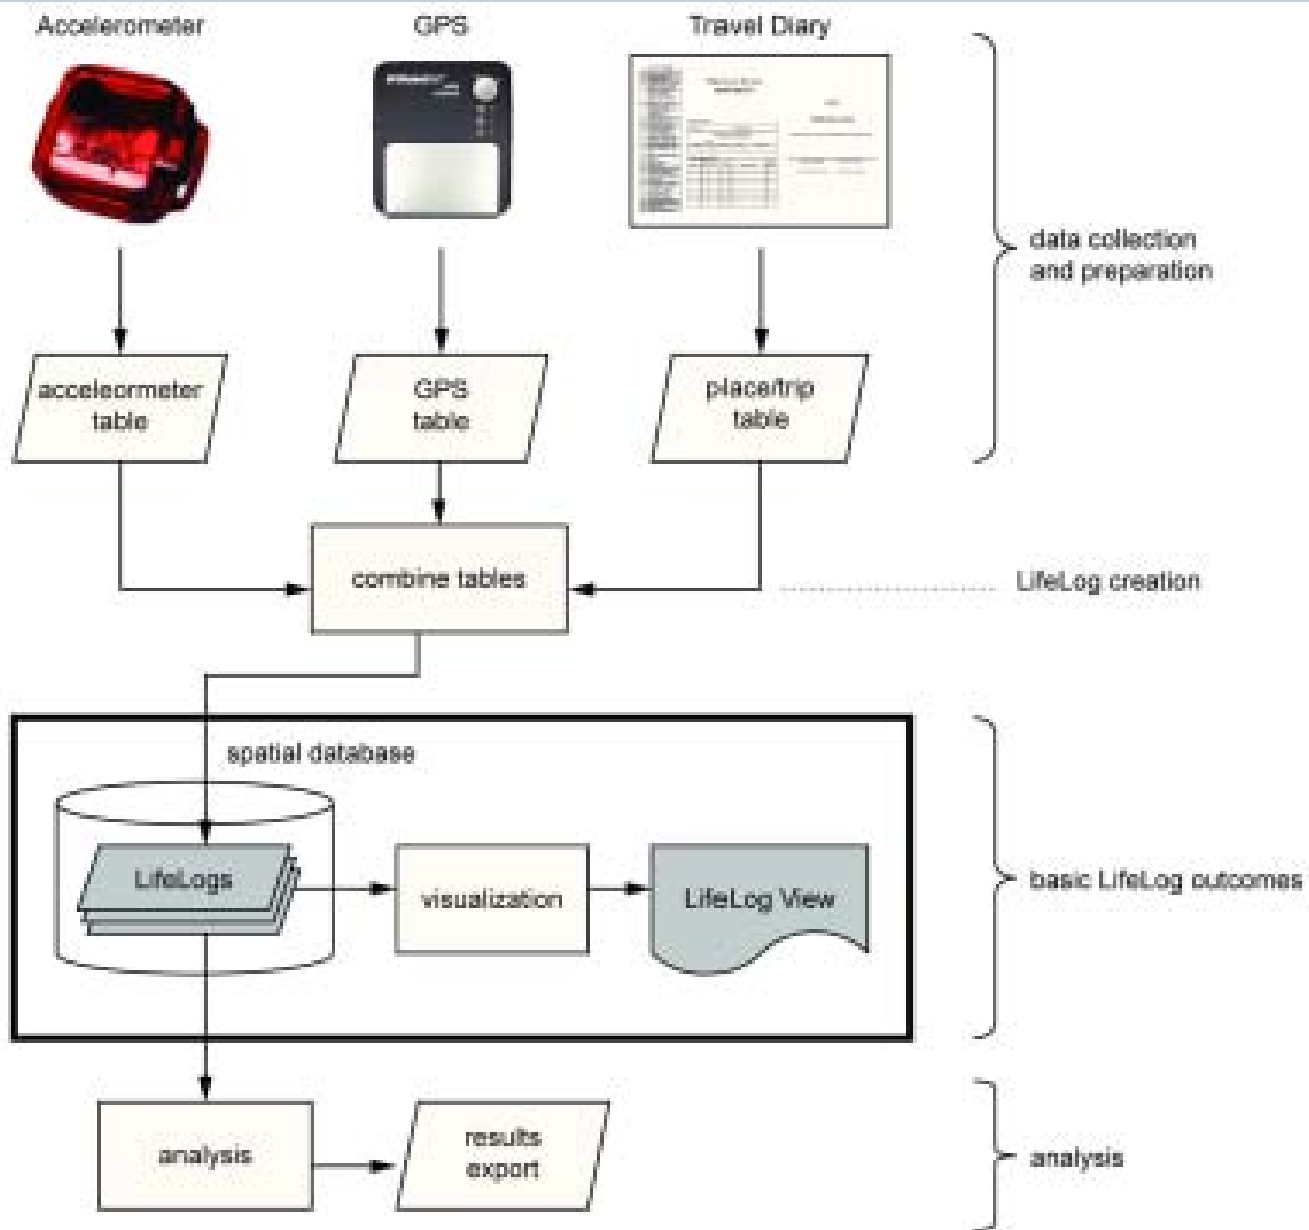 Accelerometer
GPS
Travel Diary
data collection
and preparation
acceleormeter
table
GPS
table
place/trip
table
combine tables
LifeLog creation
spatial database
LifeLogs
visualization
LifeLog View
basic LifeLog outcomes
analysis
results
export
analysis